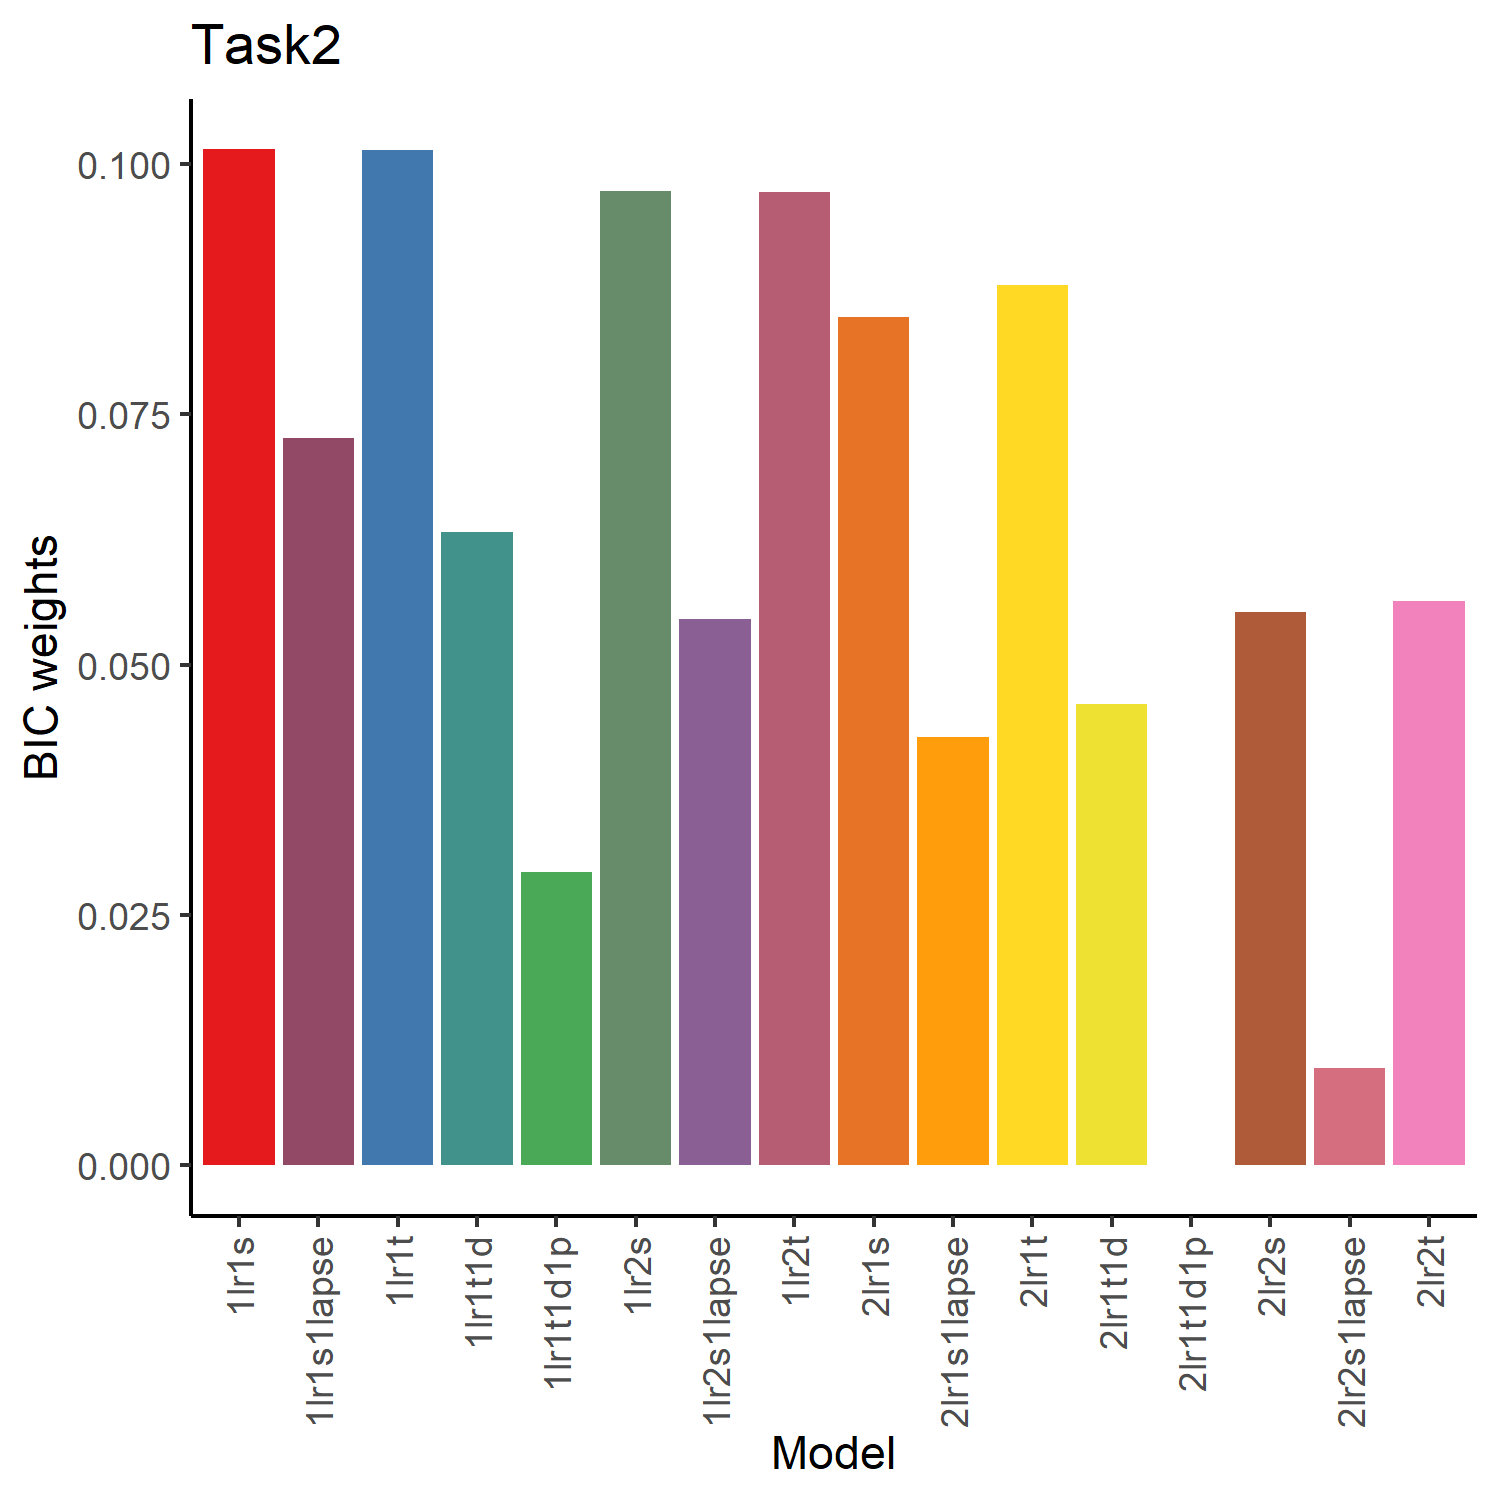 Task2
BIC weights
0.100
0.075
0.050
0.025
0.000
1lr1s
1lr1s1lapse
1lr1t
1lr1t1d
1lr1t1d1p
1lr2s
1lr2s1lapse
1lr2t
2lr1s
2lr1s1lapse
2lr1t
2lr1t1d
2lr1t1d1p
2lr2s
2lr2s1lapse
2lr2t
Model